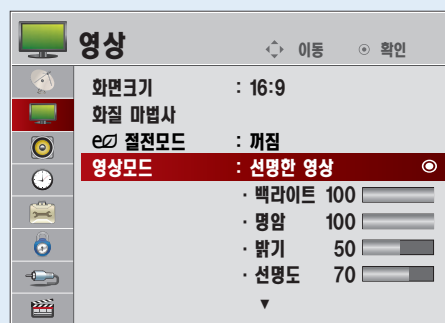 영상
이동 확인
화면크기 : 16:9
화질 마법사
절전모드 : 꺼짐
영상모드 : 선명한 영상
· 백라이트 100
· 명암 100
· 밝기 50
· 선명도 70